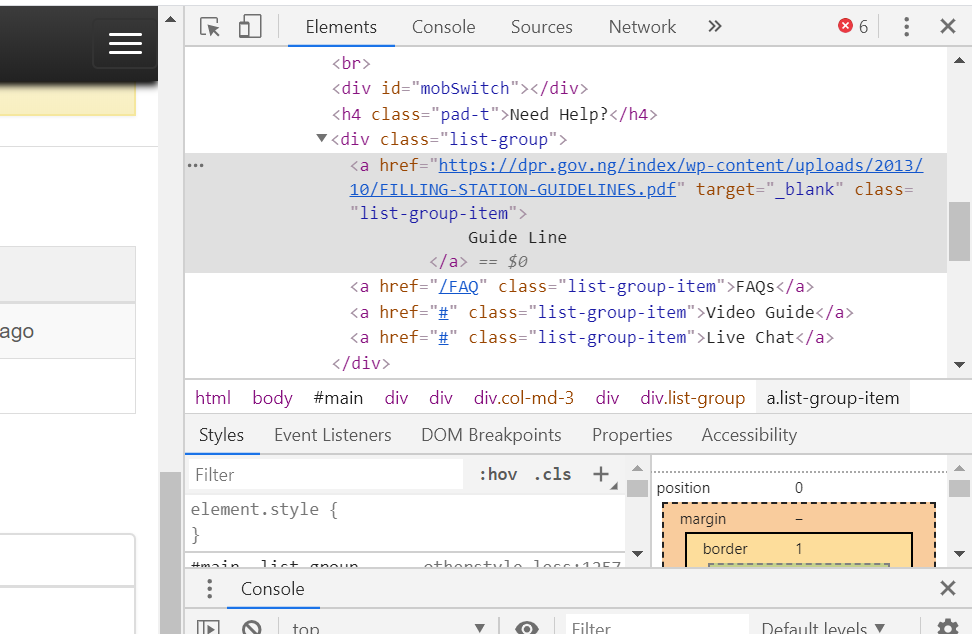 Elements Console Sources Network » 6
<br>
<div id="mobSwitch"></div>
<h4 class="pad-t">Need Help?</h4>
▼<div class="list-group">
<a href="https://dpr.gov.ng/index/wp-content/uploads/2013/
10/FILLING-STATION-GUIDELINES.pdf" target="_blank" class=
"list-group-item">
Guide Line
</a> == $0
<a href="/FAQ" class="list-group-item">FAQs</a>
<a href="#" class="list-group-item">Video Guide</a>
<a href="#" class="list-group-item">Live Chat</a>
</div>
html body #main div div div.col-md-3 div div.list-group a.list-group-item
Styles Event Listeners DOM Breakpoints Properties Accessibility
Filter :hov .cls +
element.style {
}
#main .list-group otherstyle.less:1257
position 0
margin –
border 1
Console
top Filter Default levels ▼
ago